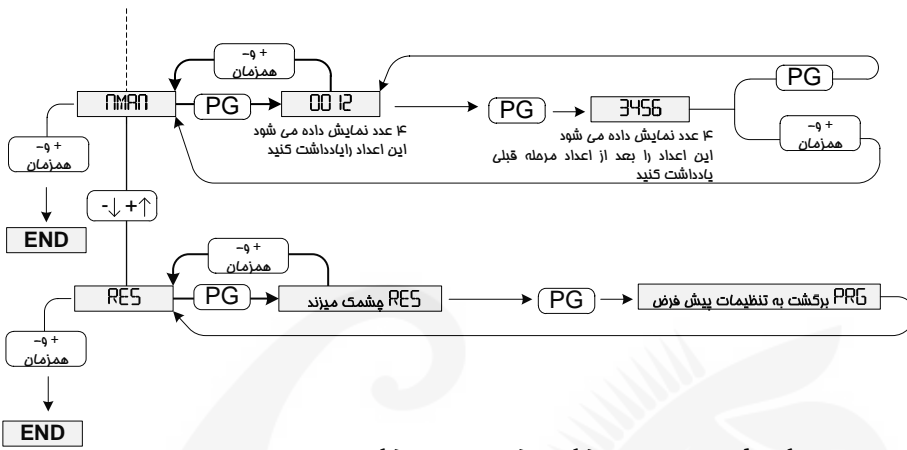 + و-
همزمان
PG
ПМАП
PG
0012
PG
3456
+ و-
همزمان
+ و-
همزمان
۴ عدد نمایش داده می شود
این اعداد رایادداشت کنید
۴ عدد نمایش داده می شود
این اعداد را بعد از اعداد مرحله قبلی
یادداشت کنید
-↓+↑
END
+ و-
همزمان
RES
PG
RES چشمک میزند
PG
PRG برگشت به تنظیمات پیش فرض
+ و-
همزمان
END